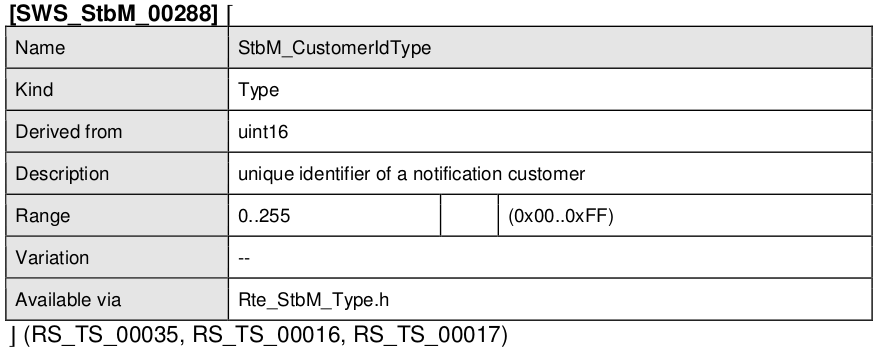 [SWS_StbM_00288] ⌈
Name StbM_CustomerIdType
Kind Type
Derived from uint16
Description unique identifier of a notification customer
Range 0..255 (0x00..0xFF)
Variation --
Available via Rte_StbM_Type.h
⌋ (RS_TS_00035, RS_TS_00016, RS_TS_00017)